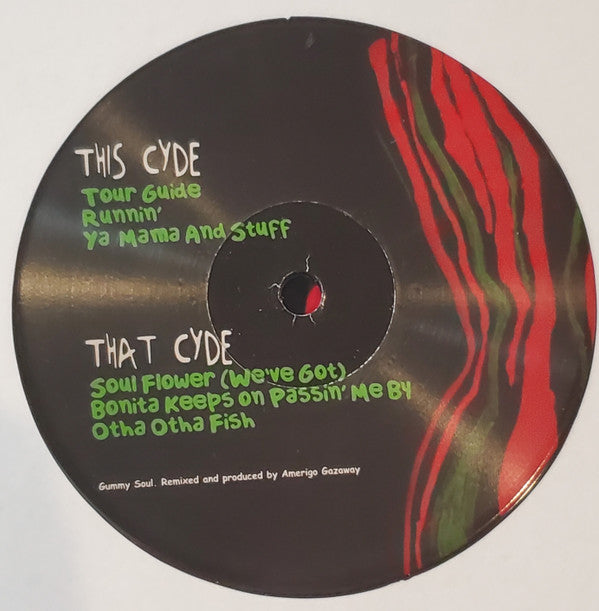 THIS CYDE
Tour Guide
Runnin'
Ya Mama And Stuff
THAT CYDE
Soul Flower (We've Got)
Bonita Keeps on Passin' Me By
Otha Otha Fish
Gummy Soul. Remixed and produced by Amerigo Gazaway